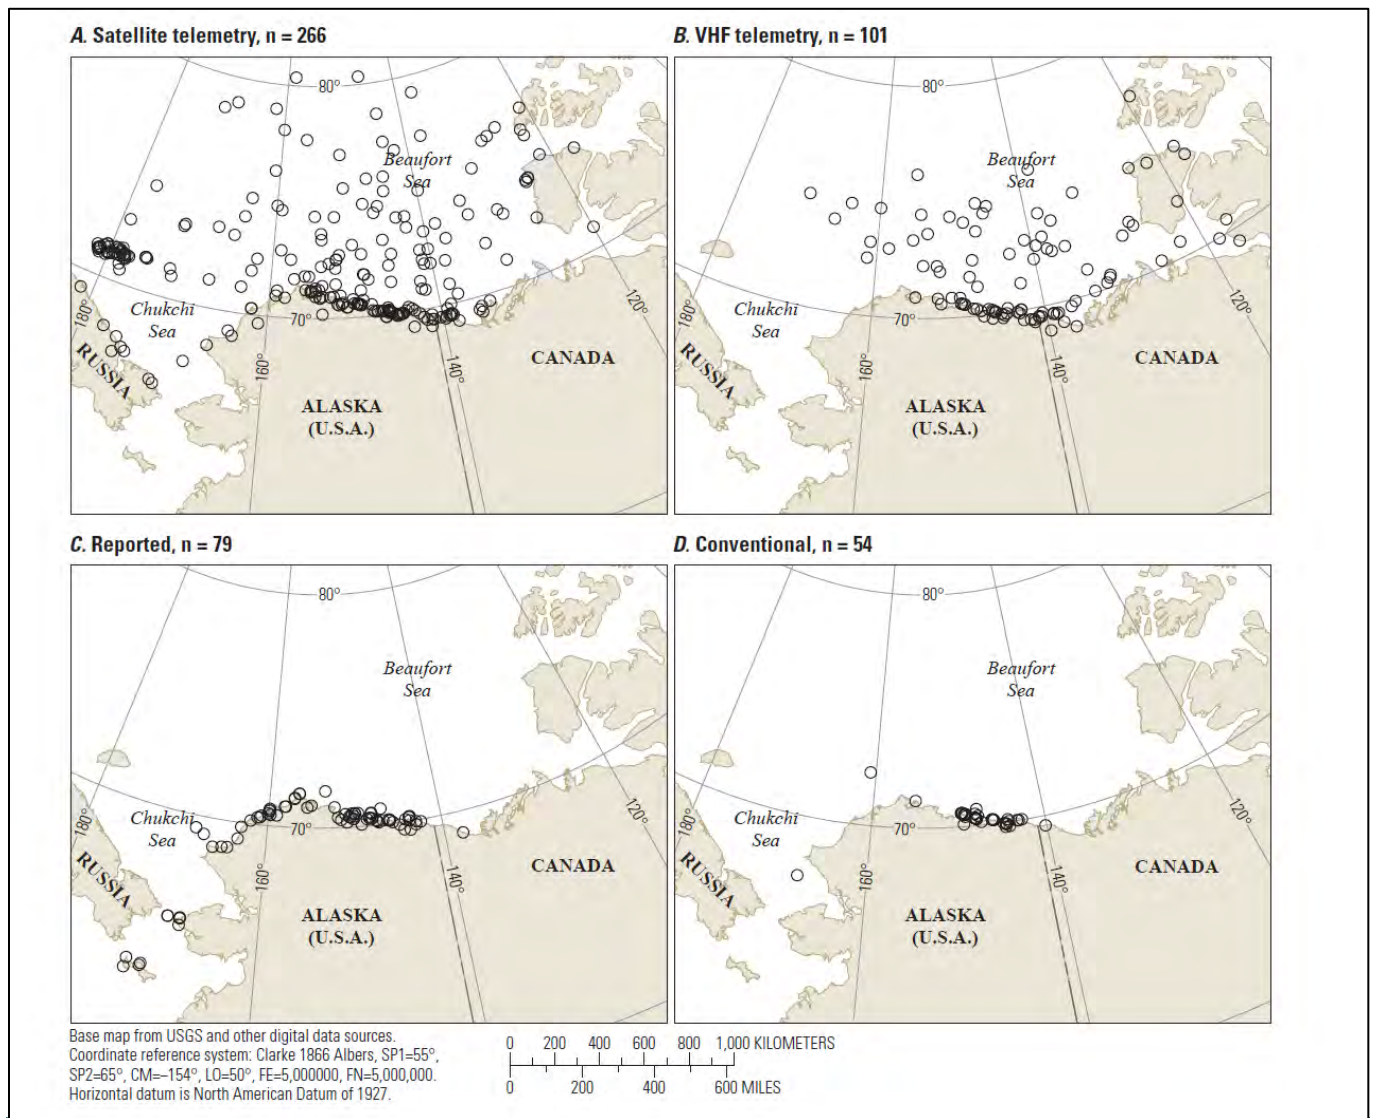 A. Satellite telemetry, n = 266
80°
Beaufort
Sea
Chukchi
Sea
180°
70°
RUSSIA
160°
140°
120°
CANADA
ALASKA
(U.S.A.)
B. VHF telemetry, n = 101
80°
Beaufort
Sea
Chukchi
Sea
180°
70°
RUSSIA
160°
140°
120°
CANADA
ALASKA
(U.S.A.)
C. Reported, n = 79
80°
Beaufort
Sea
Chukchi
Sea
180°
70°
RUSSIA
160°
140°
120°
CANADA
ALASKA
(U.S.A.)
D. Conventional, n = 54
80°
Beaufort
Sea
Chukchi
Sea
180°
70°
RUSSIA
160°
140°
120°
CANADA
ALASKA
(U.S.A.)
Base map from USGS and other digital data sources.
Coordinate reference system: Clarke 1866 Albers, SP1=55°,
SP2=65°, CM=–154°, LO=50°, FE=5,000000, FN=5,000,000.
Horizontal datum is North American Datum of 1927.
0 200 400 600 800 1,000 KILOMETERS
0 200 400 600 MILES